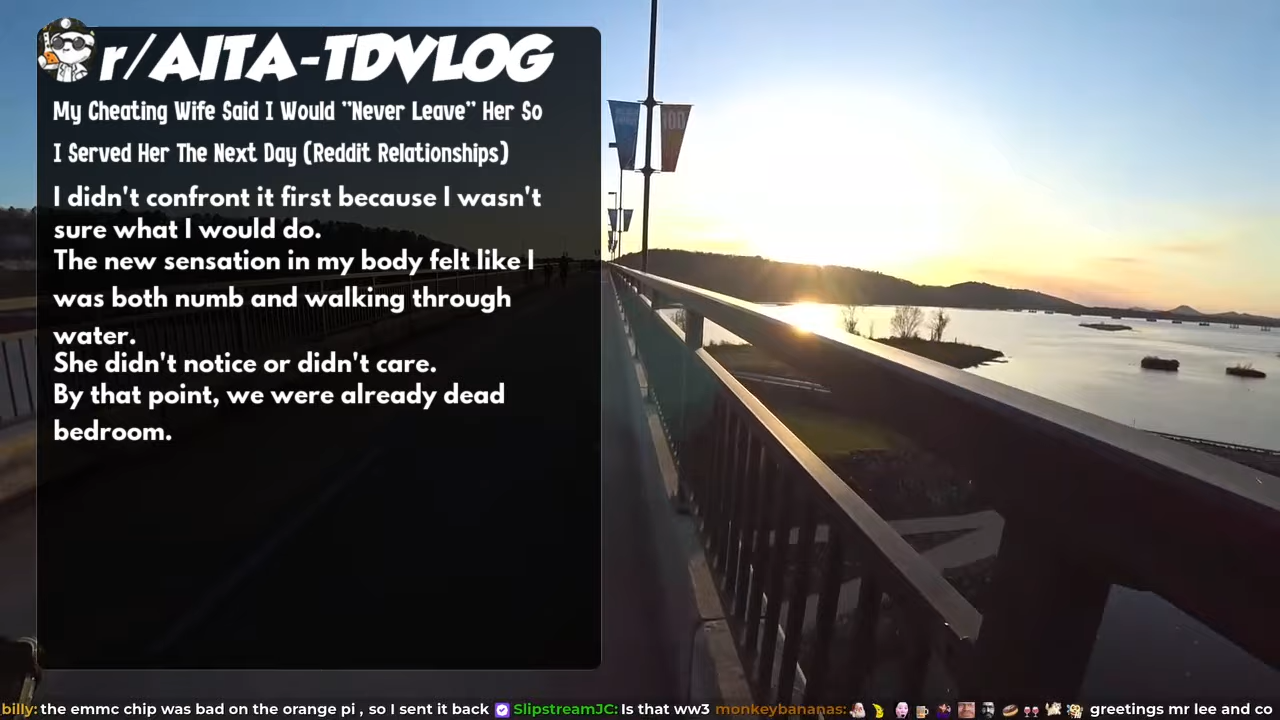 r/AITA-TDVLOG
My Cheating Wife Said I Would "Never Leave" Her So
I Served Her The Next Day (Reddit Relationships)
I didn't confront it first because I wasn't
sure what I would do.
The new sensation in my body felt like I
was both numb and walking through
water.
She didn't notice or didn't care.
By that point, we were already dead
bedroom.
100
billy: the emmc chip was bad on the orange pi , so I sent it back SlipstreamJC: Is that ww3 monkeybananas: greetings mr lee and co